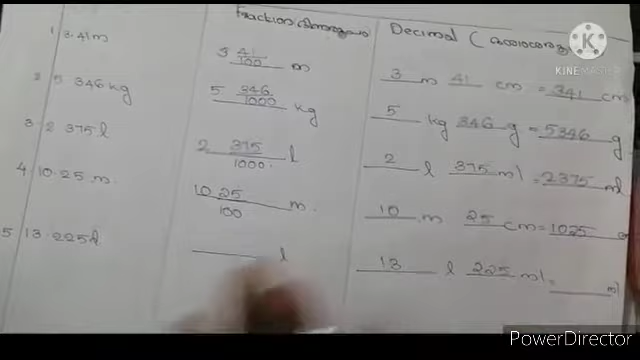 Fraction Decimal (
1 3.41m 3 41/100 m 3 m 41 cm = 341 cm
2 5 346 kg 5 346/1000 kg 5 kg 346 g = 5346 g
3. 2 375 l 2 375/1000. l 2 l 375 ml = 2375 ml
4. 10.25 m. 10 25/100 m. 10 m 25 cm = 1025
5 13.225 l l 13 l 225 ml = ml
KINEMASTER
PowerDirector